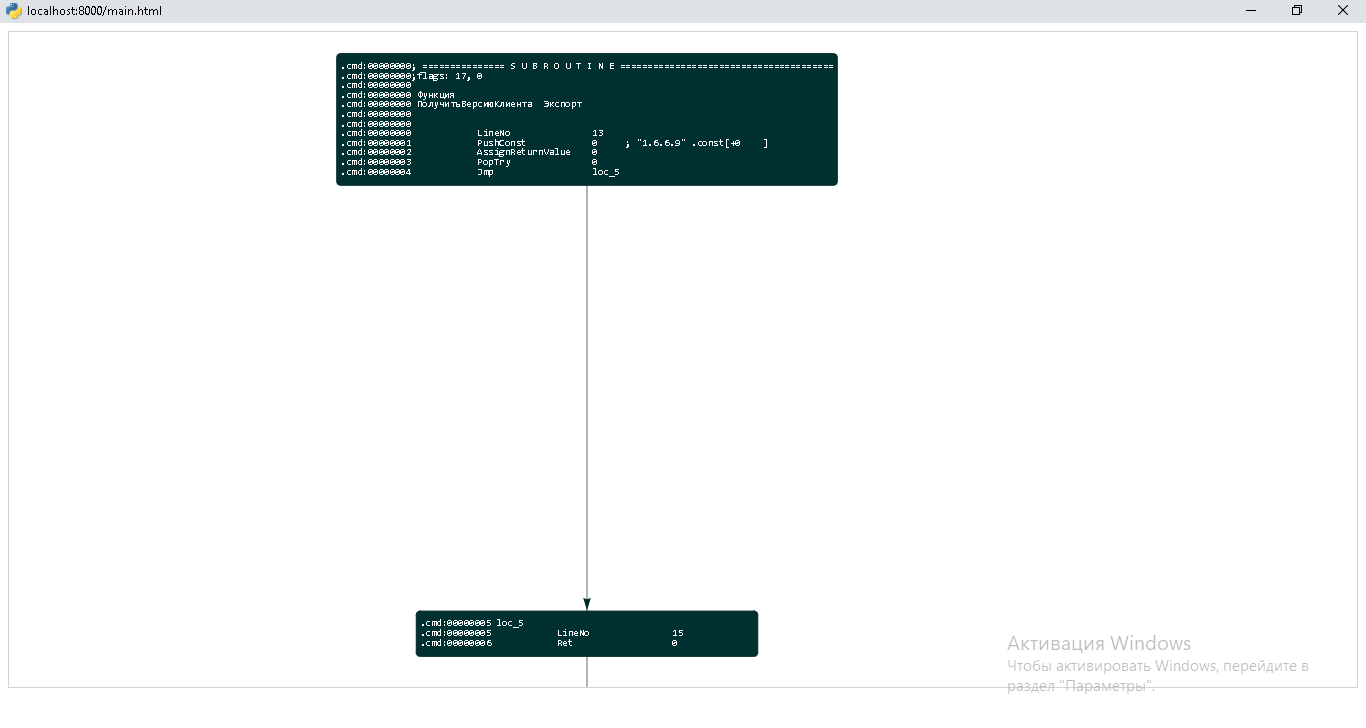 localhost:8000/main.html
.cmd:00000000; =============== S U B R O U T I N E =======================================
.cmd:00000000;flags: 17, 0
.cmd:00000000
.cmd:00000000 Функция
.cmd:00000000 ПолучитьВерсиюКлиента  Экспорт
.cmd:00000000
.cmd:00000000
.cmd:00000000            LineNo               13
.cmd:00000001            PushConst            0     ; "1.6.6.9" .const[+0    ]
.cmd:00000002            AssignReturnValue    0
.cmd:00000003            PopTry               0
.cmd:00000004            Jmp                  loc_5
.cmd:00000005 loc_5
.cmd:00000005            LineNo               15
.cmd:00000006            Ret                  0
Активация Windows
Чтобы активировать Windows, перейдите в
раздел "Параметры".